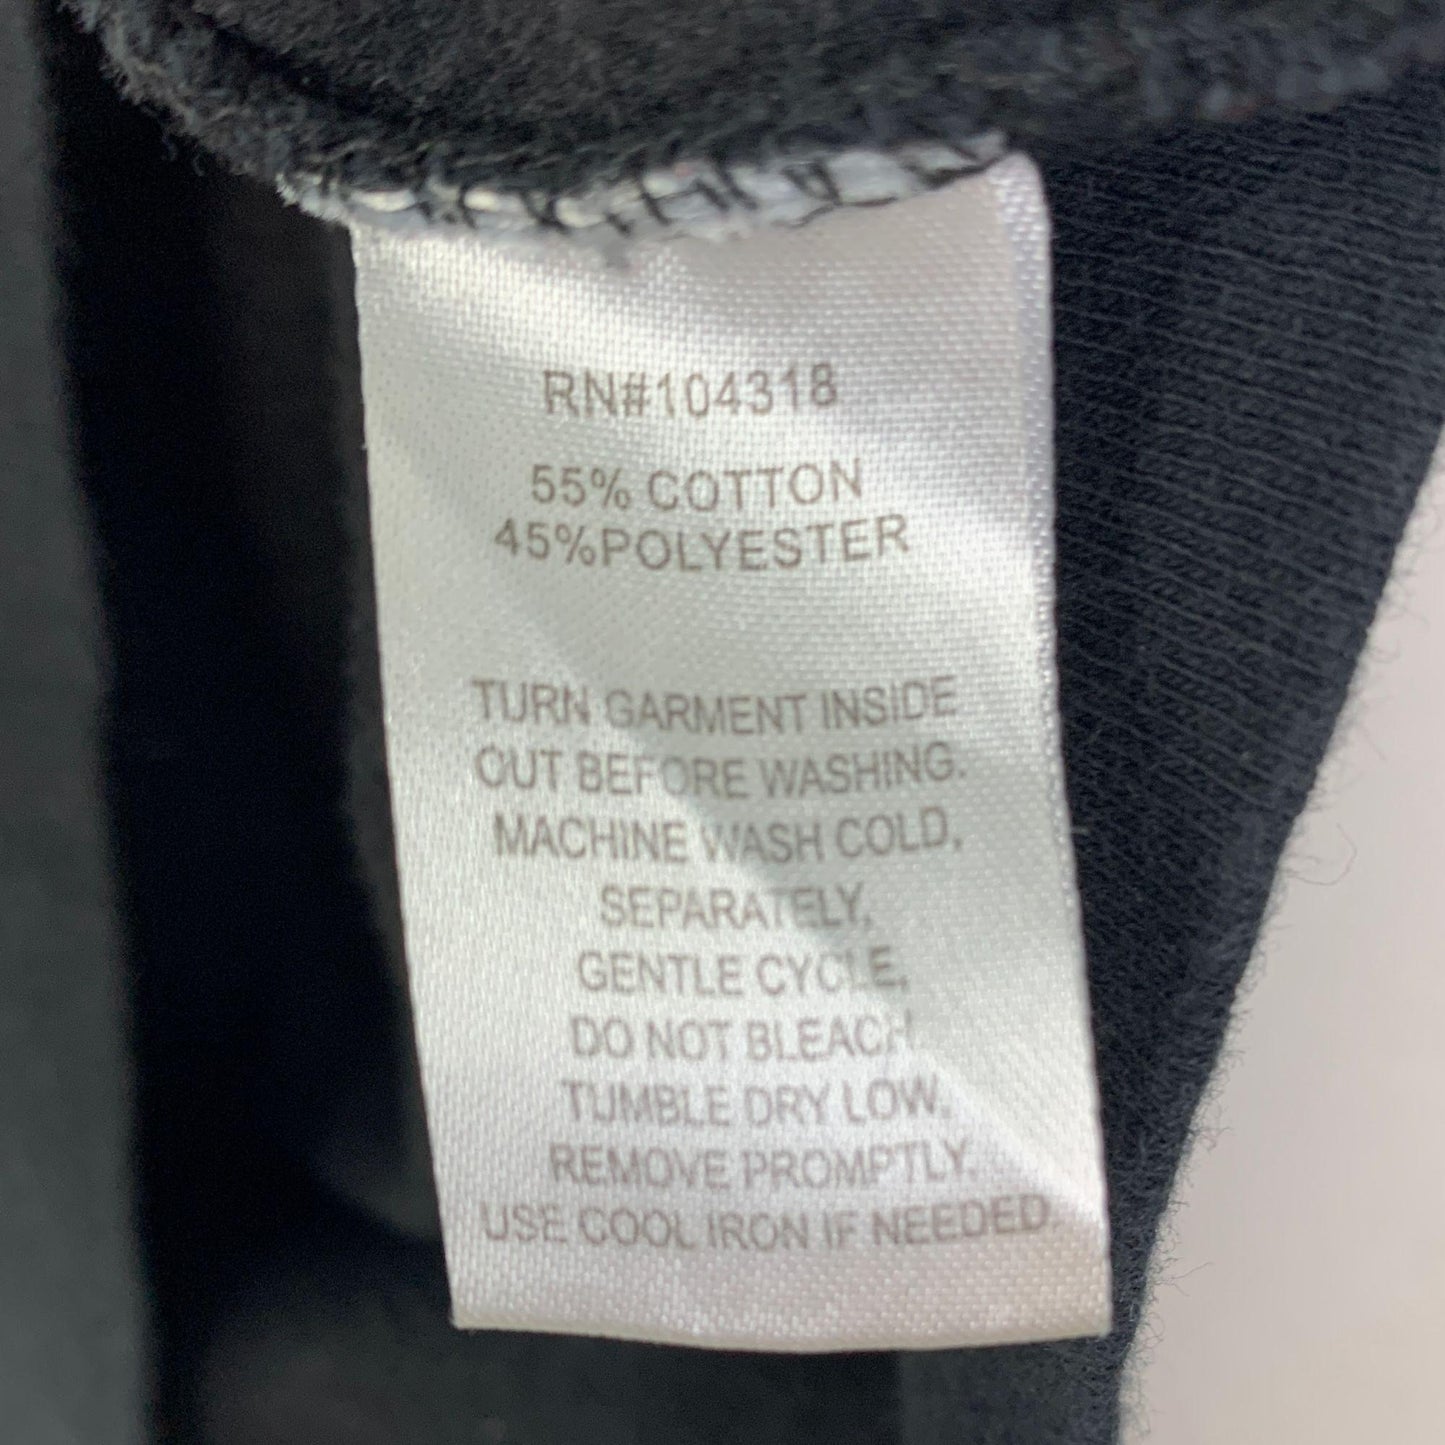 RN#104318
55% COTTON
45%POLYESTER
TURN GARMENT INSIDE
OUT BEFORE WASHING.
MACHINE WASH COLD,
SEPARATELY,
GENTLE CYCLE,
DO NOT BLEACH
TUMBLE DRY LOW,
REMOVE PROMPTLY.
USE COOL IRON IF NEEDED.